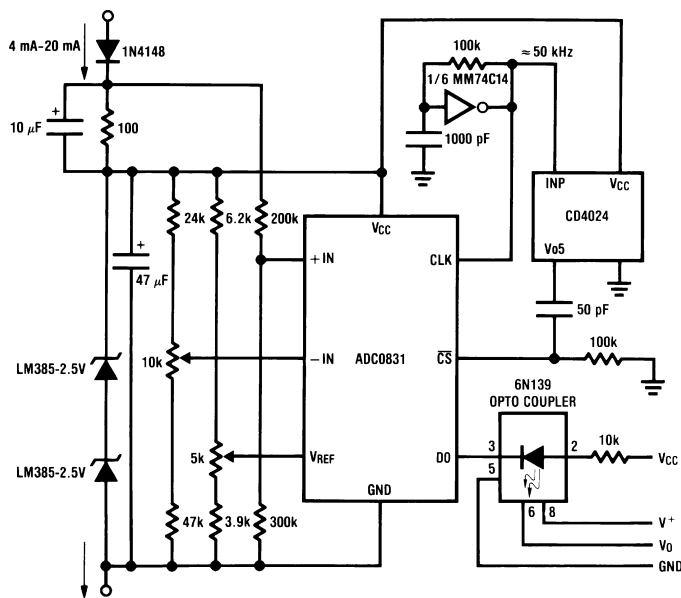 4 mA-20 mA
1N4148
10 μF
+
100
100k
≈ 50 kHz
1/6 MM74C14
1000 pF
INP
VCC
CD4024
VO5
50 pF
100k
24k
6.2k
200k
VCC
+ IN
CLK
+
47 μF
LM385-2.5V
10k
− IN
ADC0831
CS
6N139
OPTO COUPLER
LM385-2.5V
5k
VREF
DO
3
2
10k
VCC
5
GND
6
8
47k
3.9k
300k
V+
VO
GND